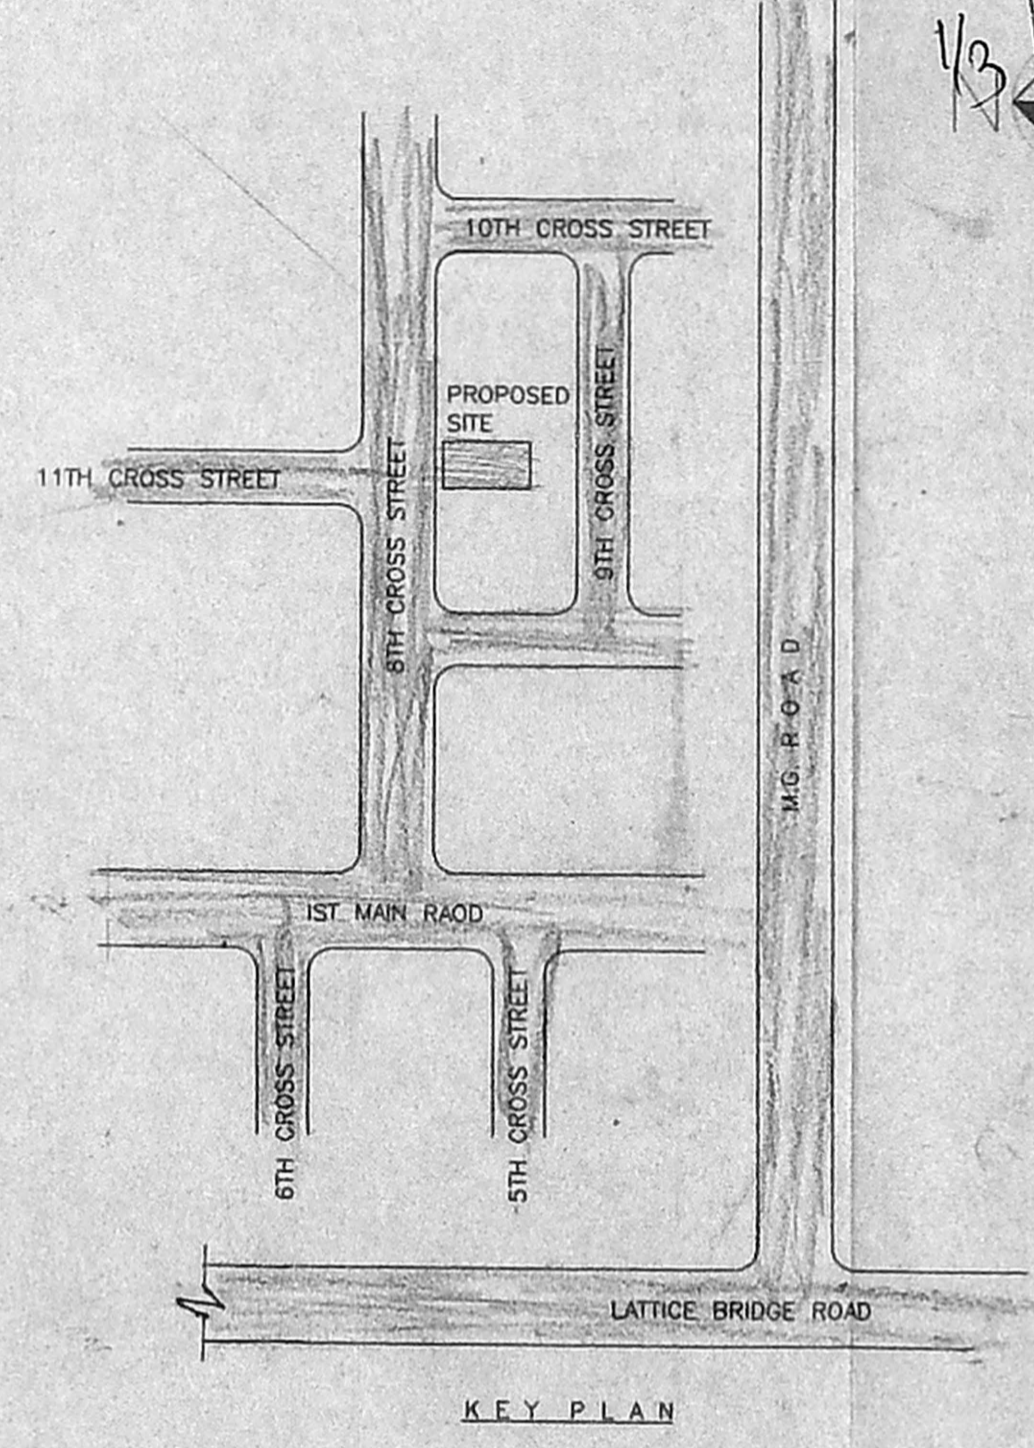 1/3
10TH CROSS STREET
PROPOSED
SITE
9TH CROSS STREET
11TH CROSS STREET
8TH CROSS STREET
M.G. ROAD
IST MAIN RAOD
6TH CROSS STREET
5TH CROSS STREET
LATTICE BRIDGE ROAD
KEY PLAN